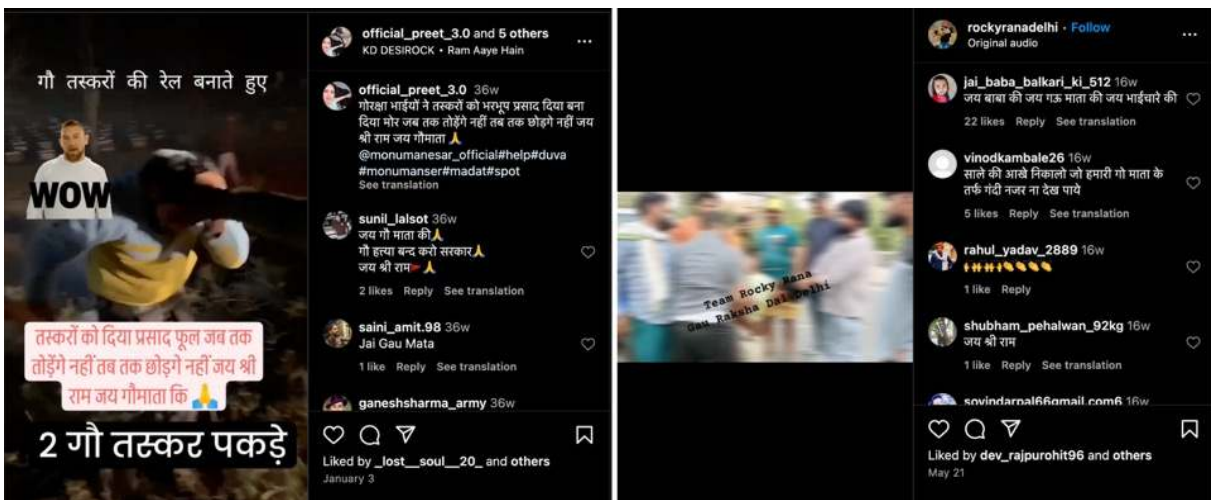 गौ तस्करों की रेल बनाते हुए
WOW
तस्करों को दिया प्रसाद फूल जब तक
तोड़ेंगे नहीं तब तक छोड़गे नहीं जय श्री
राम जय गौमाता कि 🙏
2 गौ तस्कर पकड़े
official_preet_3.0 and 5 others
KD DESIROCK • Ram Aaye Hain
official_preet_3.0 36w
गोरक्षा भाईयों ने तस्करों को भरभूप प्रसाद दिया बना
दिया मोर जब तक तोड़ेंगे नहीं तब तक छोड़गे नहीं जय
श्री राम जय गौमाता 🙏
@monumanesar_official#help#duva
#monumanser#madat#spot
See translation
sunil_lalsot 36w
जय गौ माता की🙏
गौ हत्या बन्द करो सरकार🙏
जय श्री राम🚩🙏
2 likes Reply See translation
saini_amit.98 36w
Jai Gau Mata
1 like Reply See translation
ganeshsharma_army 36w
Liked by _lost__soul__20_ and others
January 3
Team Rocky Rana
Gau Raksha Dal Delhi
rockyranadelhi • Follow
Original audio
jai_baba_balkari_ki_512 16w
जय बाबा की जय गऊ माता की जय भाईचारे की
22 likes Reply See translation
vinodkambale26 16w
साले की आखे निकालो जो हमारी गो माता के
तर्फ गंदी नजर ना देख पाये
5 likes Reply See translation
rahul_yadav_2889 16w
1 like Reply
shubham_pehalwan_92kg 16w
जय श्री राम
1 like Reply See translation
sovindarpal66gmail.com6 16w
Liked by dev_rajpurohit96 and others
May 21